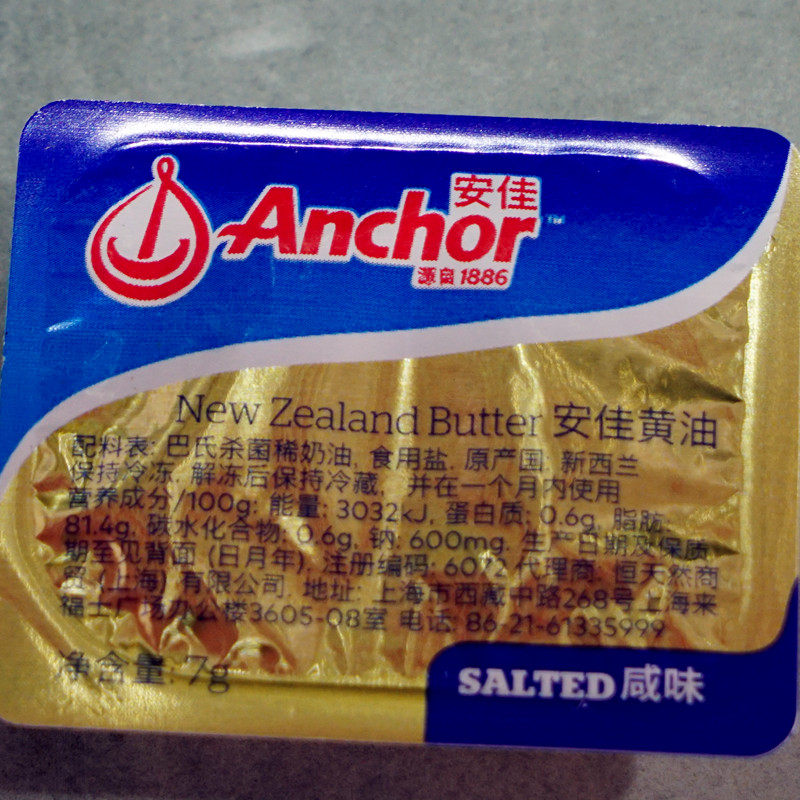 安佳
Anchor™
源自1886
New Zealand Butter 安佳黄油
配料表: 巴氏杀菌稀奶油, 食用盐. 原产国: 新西兰
保持冷冻, 解冻后保持冷藏, 并在一个月内使用
营养成分/100g: 能量: 3032kJ, 蛋白质: 0.6g, 脂肪:
81.4g, 碳水化合物: 0.6g, 钠: 600mg. 生产日期及保质
期至见背面 (日月年). 注册编码: 6072 代理商: 恒天然商
贸 (上海) 有限公司, 地址: 上海市西藏中路268号上海来
福士广场办公楼3605-08室 电话: 86-21-61335999
净含量: 7g
SALTED 咸味